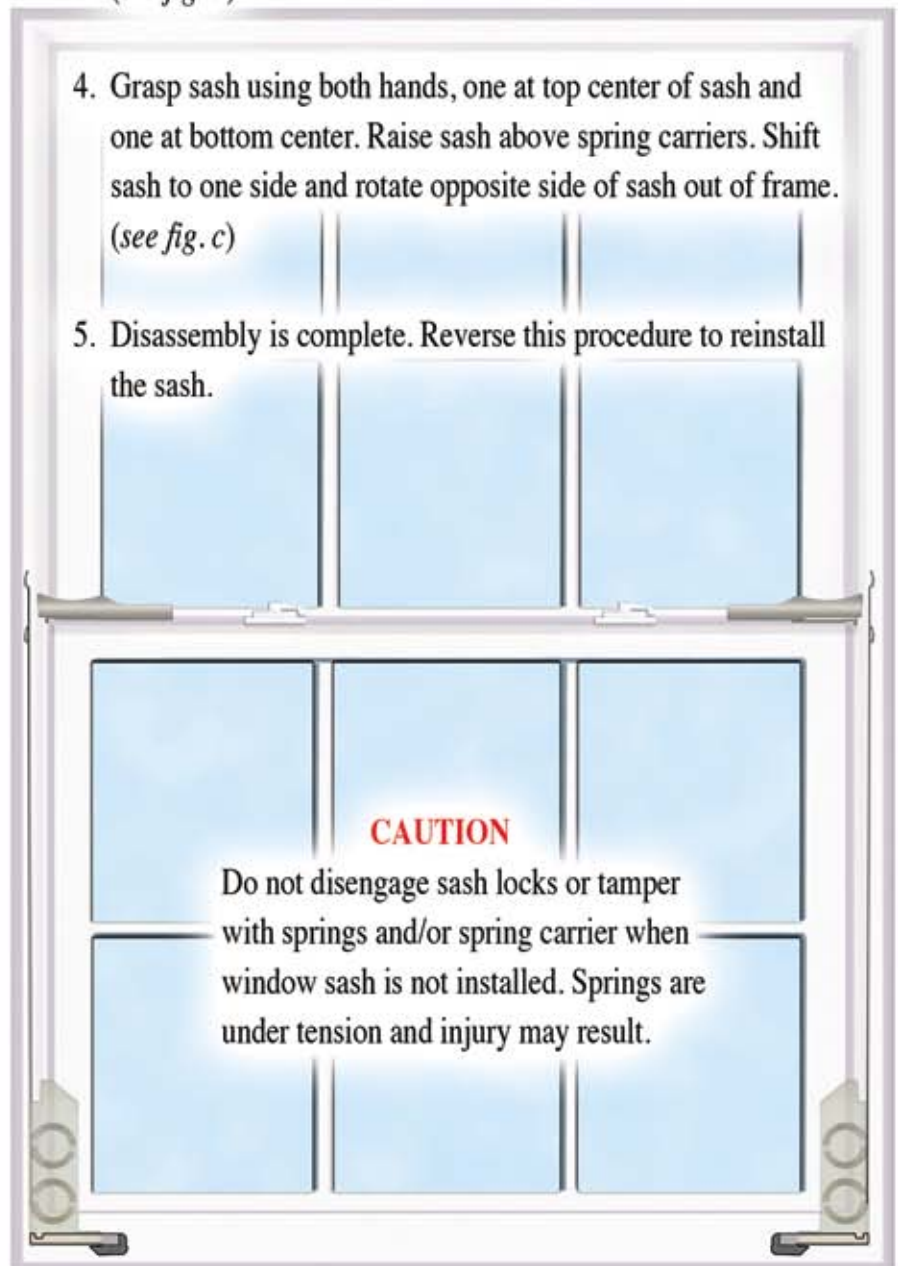 4. Grasp sash using both hands, one at top center of sash and
one at bottom center. Raise sash above spring carriers. Shift
sash to one side and rotate opposite side of sash out of frame.
(see fig. c)
5. Disassembly is complete. Reverse this procedure to reinstall
the sash.
CAUTION
Do not disengage sash locks or tamper
with springs and/or spring carrier when
window sash is not installed. Springs are
under tension and injury may result.